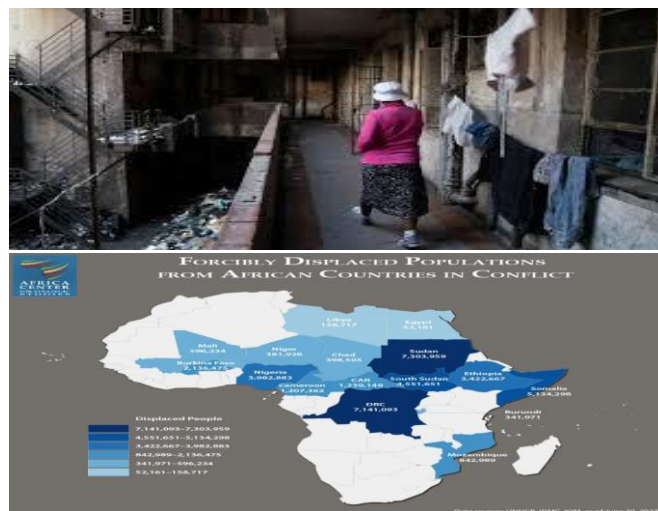 FORCIBLY DISPLACED POPULATIONS
FROM AFRICAN COUNTRIES IN CONFLICT
AFRICA
CENTER
Libya
158,717
Egypt
52,161
Mali
596,234
Niger
381,928
Chad
398,505
Sudan
7,303,959
Burkina Faso
2,136,475
Nigeria
3,982,883
Cameroon
1,207,562
CAR
1,239,149
South Sudan
4,551,651
Ethiopia
3,422,667
Somalia
5,134,298
DRC
7,141,093
Burundi
341,971
Mozambique
842,989
Displaced People
7,141,093–7,303,959
4,551,651–5,134,298
3,422,667–3,982,883
842,989–2,136,475
341,971–596,234
52,161–158,717